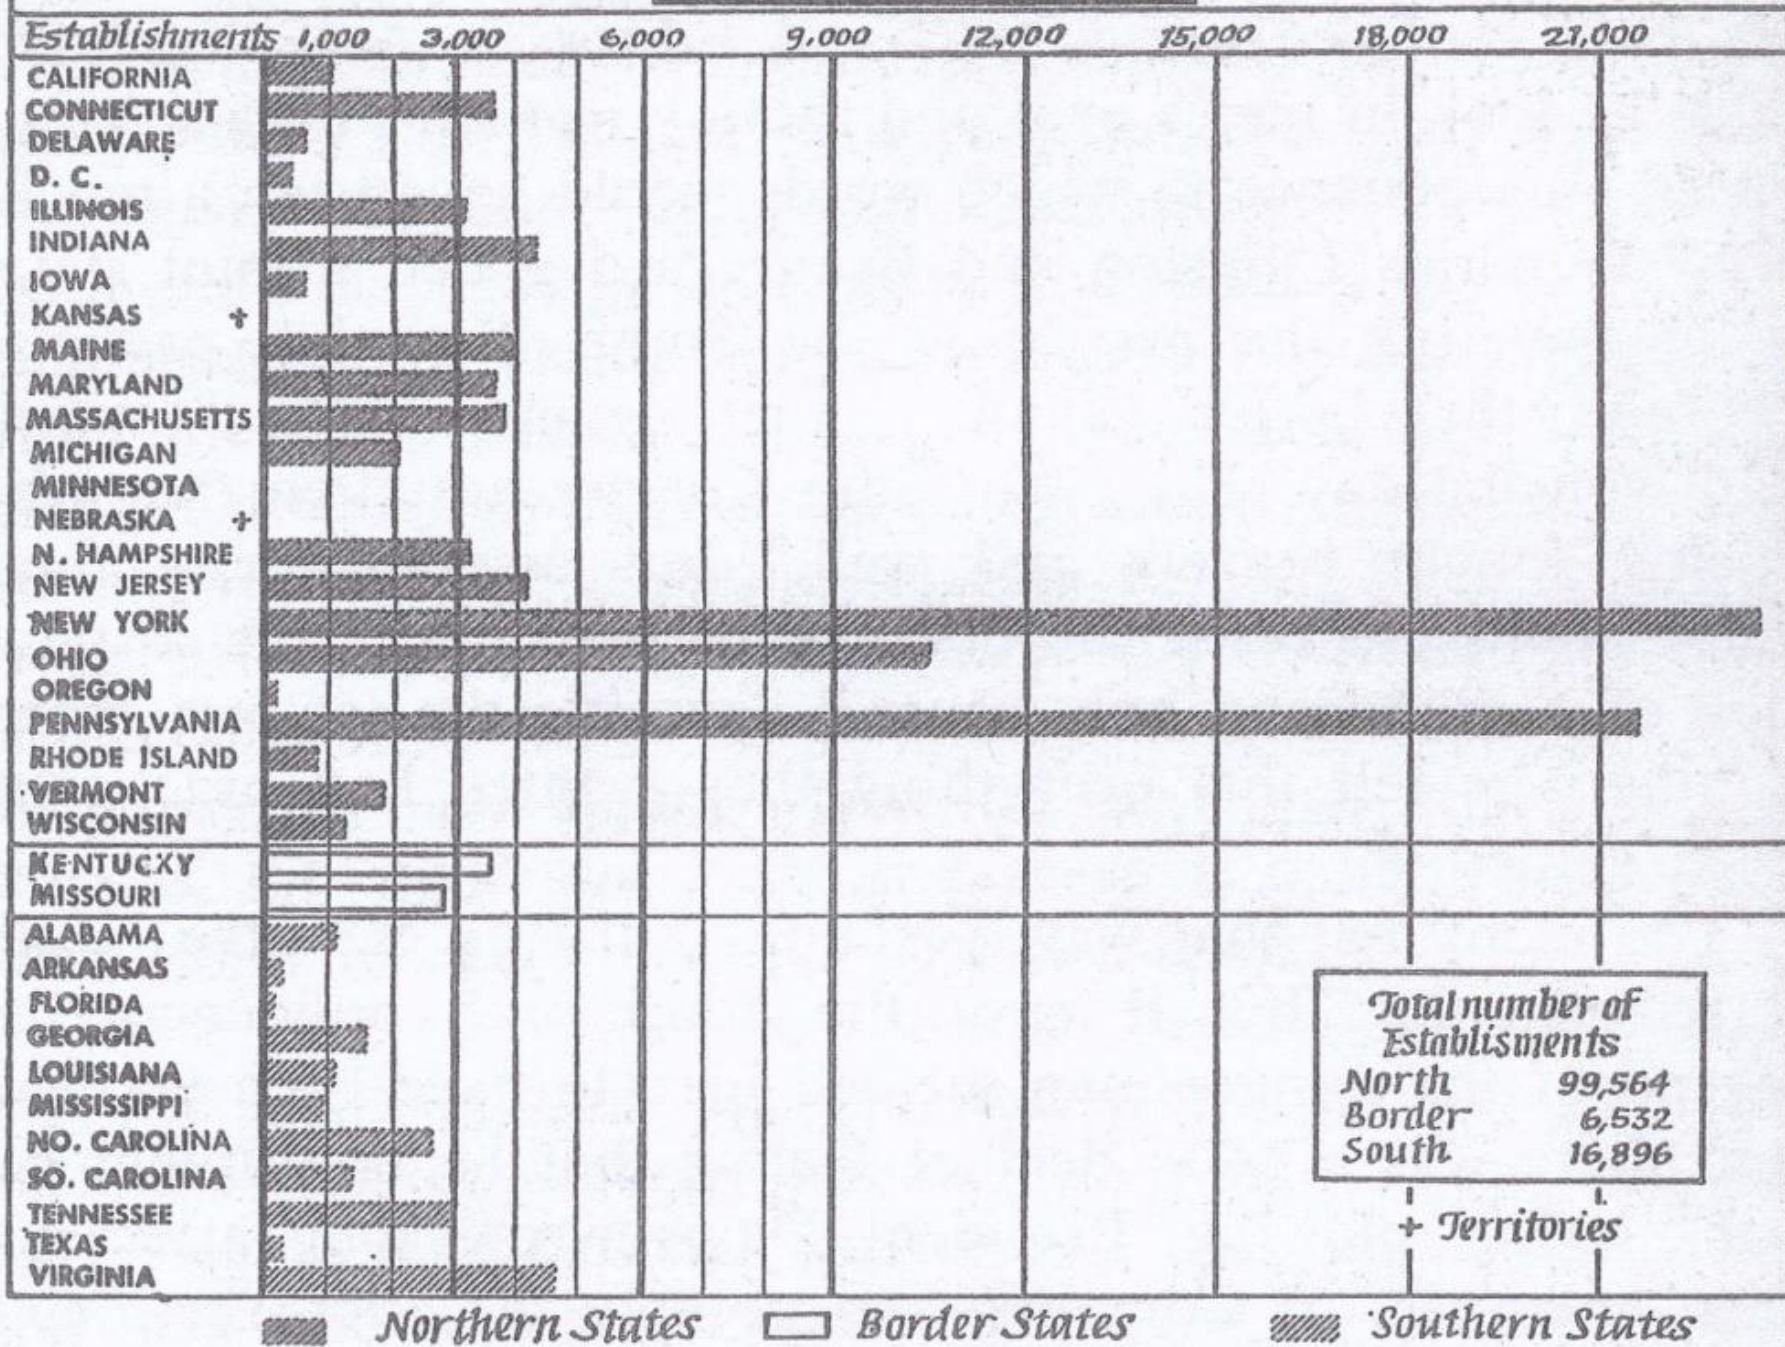 Establishments 1,000 3,000 6,000 9,000 12,000 15,000 18,000 21,000
CALIFORNIA
CONNECTICUT
DELAWARE
D. C.
ILLINOIS
INDIANA
IOWA
KANSAS +
MAINE
MARYLAND
MASSACHUSETTS
MICHIGAN
MINNESOTA
NEBRASKA +
N. HAMPSHIRE
NEW JERSEY
NEW YORK
OHIO
OREGON
PENNSYLVANIA
RHODE ISLAND
VERMONT
WISCONSIN
KENTUCKY
MISSOURI
ALABAMA
ARKANSAS
FLORIDA
GEORGIA
LOUISIANA
MISSISSIPPI
NO. CAROLINA
SO. CAROLINA
TENNESSEE
TEXAS
VIRGINIA
Total number of
Establisments
North 99,564
Border 6,532
South 16,896
+ Territories
Northern States Border States Southern States